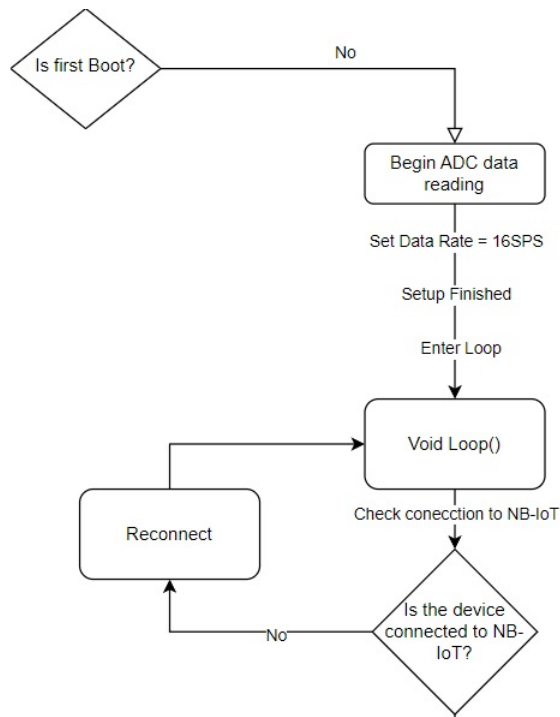 No
Is first Boot?
Begin ADC data
reading
Set Data Rate = 16SPS
Setup Finished
Enter Loop
Void Loop()
Check conecction to NB-IoT
Reconnect
Is the device
connected to NB-
IoT?
No